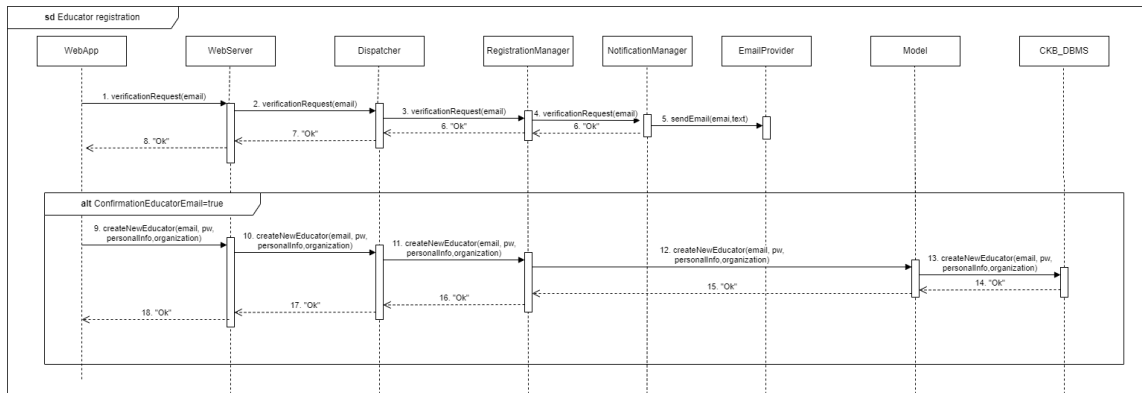 sd Educator registration
WebApp
WebServer
Dispatcher
RegistrationManager
NotificationManager
EmailProvider
Model
CKB_DBMS
1. verificationRequest(email)
2. verificationRequest(email)
3. verificationRequest(email)
4. verificationRequest(email)
5. sendEmail(emai,text)
6. "Ok"
6. "Ok"
7. "Ok"
8. "Ok"
alt ConfirmationEducatorEmail=true
9. createNewEducator(email, pw,
personalInfo,organization)
10. createNewEducator(email, pw,
personalInfo,organization)
11. createNewEducator(email, pw,
personalInfo,organization)
12. createNewEducator(email, pw,
personalInfo,organization)
13. createNewEducator(email, pw,
personalInfo,organization)
14. "Ok"
15. "Ok"
16. "Ok"
17. "Ok"
18. "Ok"